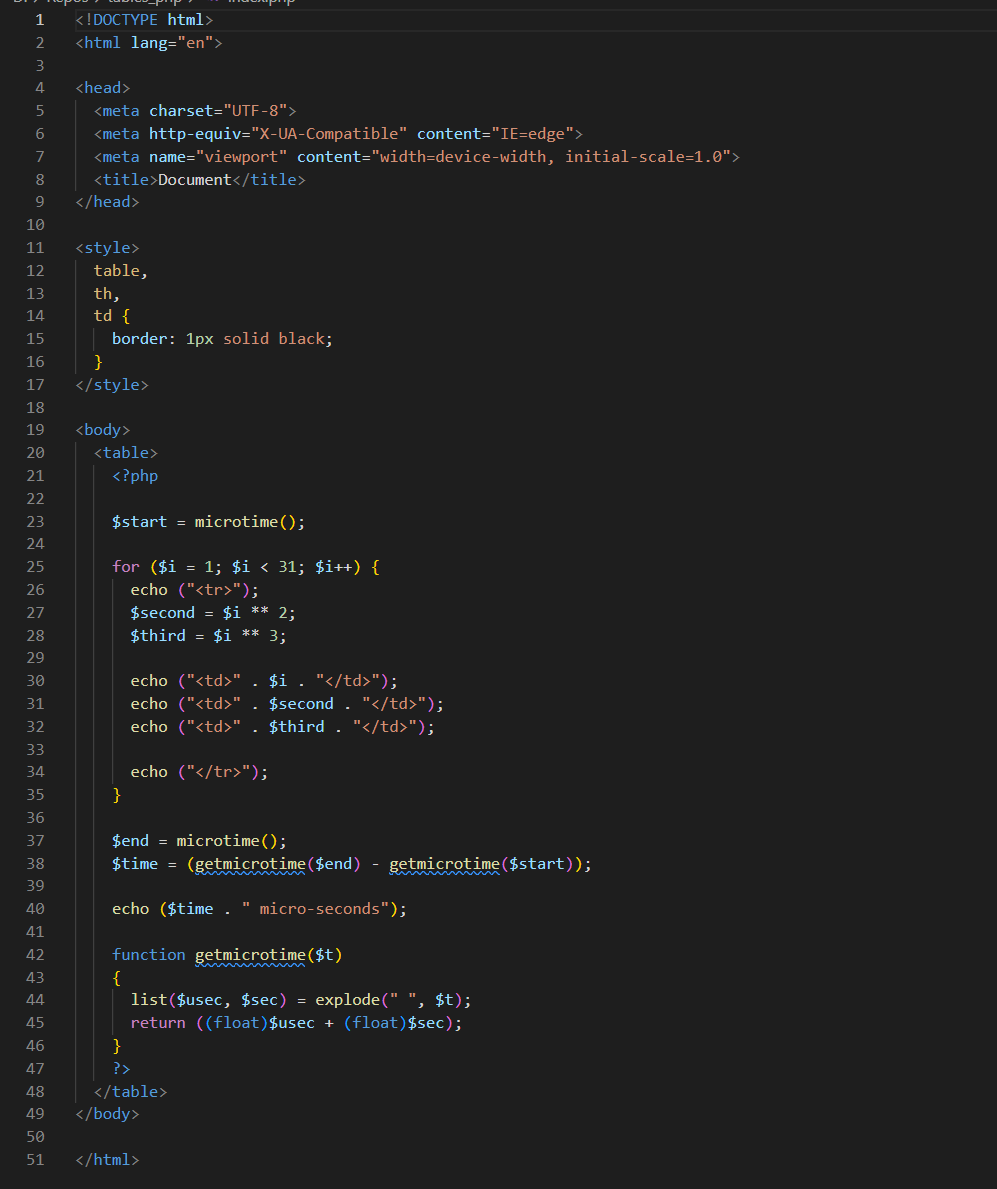 1 <!DOCTYPE html>
2 <html lang="en">
3
4 <head>
5 <meta charset="UTF-8">
6 <meta http-equiv="X-UA-Compatible" content="IE=edge">
7 <meta name="viewport" content="width=device-width, initial-scale=1.0">
8 <title>Document</title>
9 </head>
10
11 <style>
12 table,
13 th,
14 td {
15 border: 1px solid black;
16 }
17 </style>
18
19 <body>
20 <table>
21 <?php
22
23 $start = microtime();
24
25 for ($i = 1; $i < 31; $i++) {
26 echo ("<tr>");
27 $second = $i ** 2;
28 $third = $i ** 3;
29
30 echo ("<td>" . $i . "</td>");
31 echo ("<td>" . $second . "</td>");
32 echo ("<td>" . $third . "</td>");
33
34 echo ("</tr>");
35 }
36
37 $end = microtime();
38 $time = (getmicrotime($end) - getmicrotime($start));
39
40 echo ($time . " micro-seconds");
41
42 function getmicrotime($t)
43 {
44 list($usec, $sec) = explode(" ", $t);
45 return ((float)$usec + (float)$sec);
46 }
47 ?>
48 </table>
49 </body>
50
51 </html>